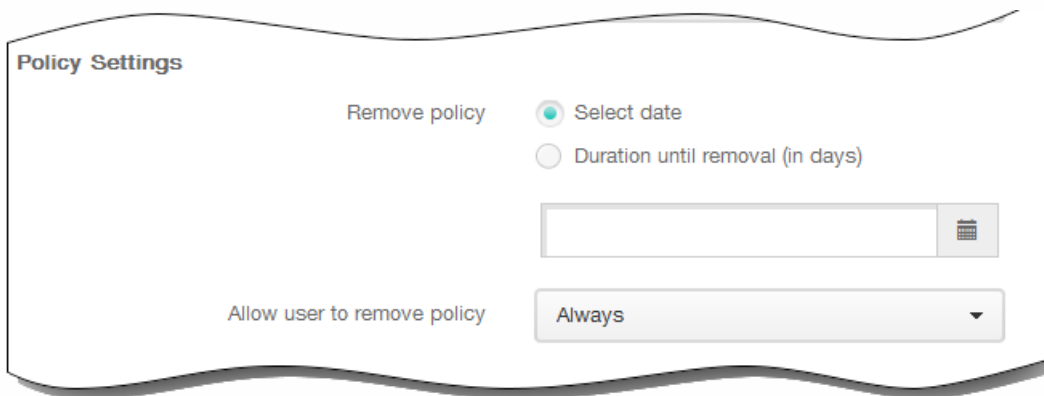 Policy Settings
Remove policy
Select date
Duration until removal (in days)
Allow user to remove policy
Always